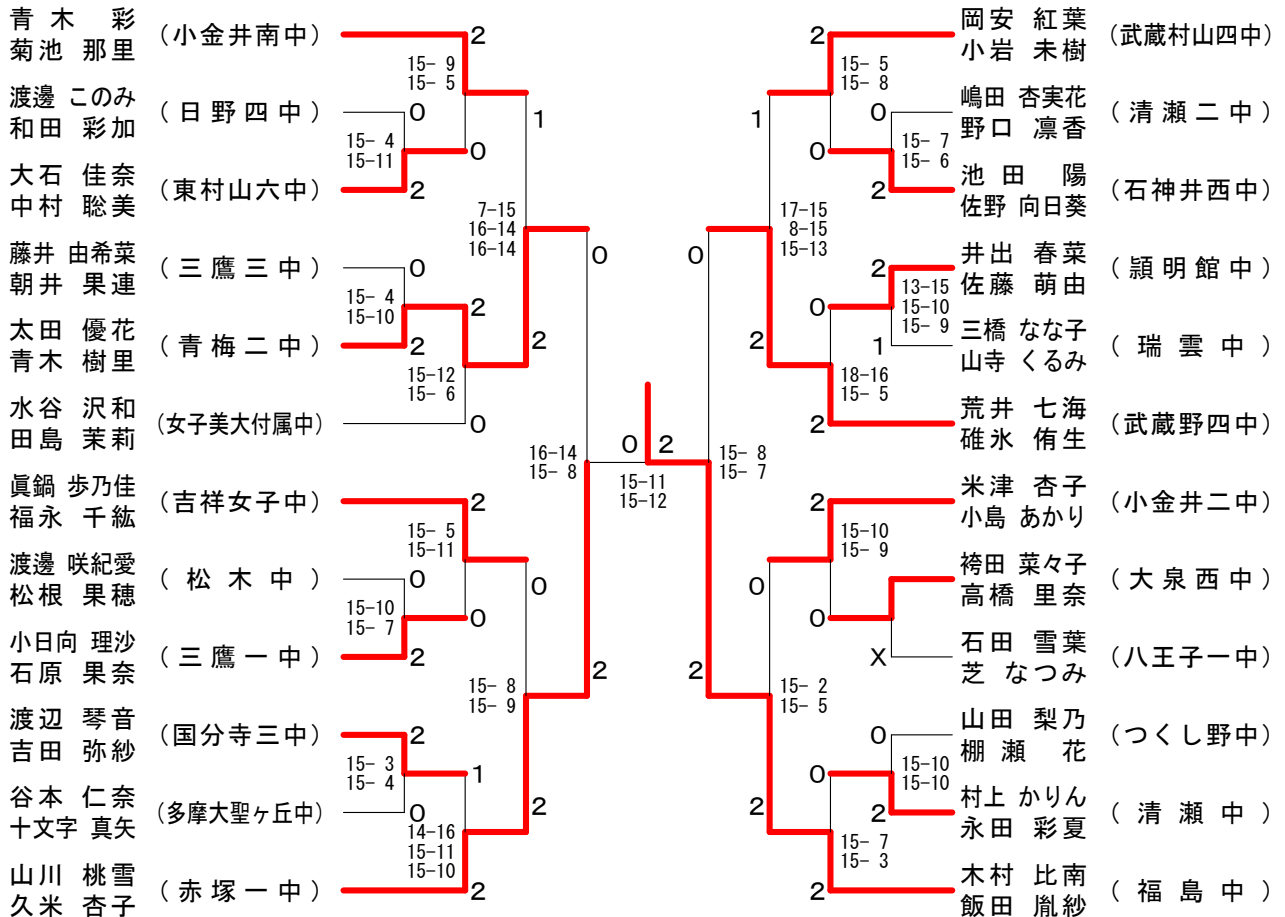 青木 彩
菊池 那里
(小金井南中)
2
15- 9
15- 5
渡邊 このみ
和田 彩加
(日野四中)
0
15- 4
15-11
0
大石 佳奈
中村 聡美
(東村山六中)
2
1
7-15
16-14
16-14
藤井 由希菜
朝井 果連
(三鷹三中)
0
15- 4
15-10
2
太田 優花
青木 樹里
(青梅二中)
2
15-12
15- 6
2
水谷 沢和
田島 茉莉
(女子美大付属中)
0
0
16-14
15- 8
眞鍋 歩乃佳
福永 千紘
(吉祥女子中)
2
15- 5
15-11
渡邊 咲紀愛
松根 果穂
(松木中)
0
15-10
15- 7
0
小日向 理沙
石原 果奈
(三鷹一中)
2
0
15- 8
15- 9
2
渡辺 琴音
吉田 弥紗
(国分寺三中)
2
15- 3
15- 4
1
谷本 仁奈
十文字 真矢
(多摩大聖ヶ丘中)
0
14-16
15-11
15-10
2
山川 桃雪
久米 杏子
(赤塚一中)
2
0 2
15-11
15-12
岡安 紅葉
小岩 未樹
(武蔵村山四中)
2
15- 5
15- 8
嶋田 杏実花
野口 凛香
(清瀬二中)
0
15- 7
15- 6
0
池田 陽
佐野 向日葵
(石神井西中)
2
1
17-15
8-15
15-13
井出 春菜
佐藤 萌由
(穎明館中)
2
13-15
15-10
15- 9
0
三橋 なな子
山寺 くるみ
(瑞雲中)
1
18-16
15- 5
2
荒井 七海
碓氷 侑生
(武蔵野四中)
2
0
15- 8
15- 7
米津 杏子
小島 あかり
(小金井二中)
2
15-10
15- 9
袴田 菜々子
高橋 里奈
(大泉西中)
0
石田 雪葉
芝 なつみ
(八王子一中)
X
0
15- 2
15- 5
2
山田 梨乃
棚瀬 花
(つくし野中)
0
15-10
15-10
0
村上 かりん
永田 彩夏
(清瀬中)
2
15- 7
15- 3
2
木村 比南
飯田 胤紗
(福島中)
2